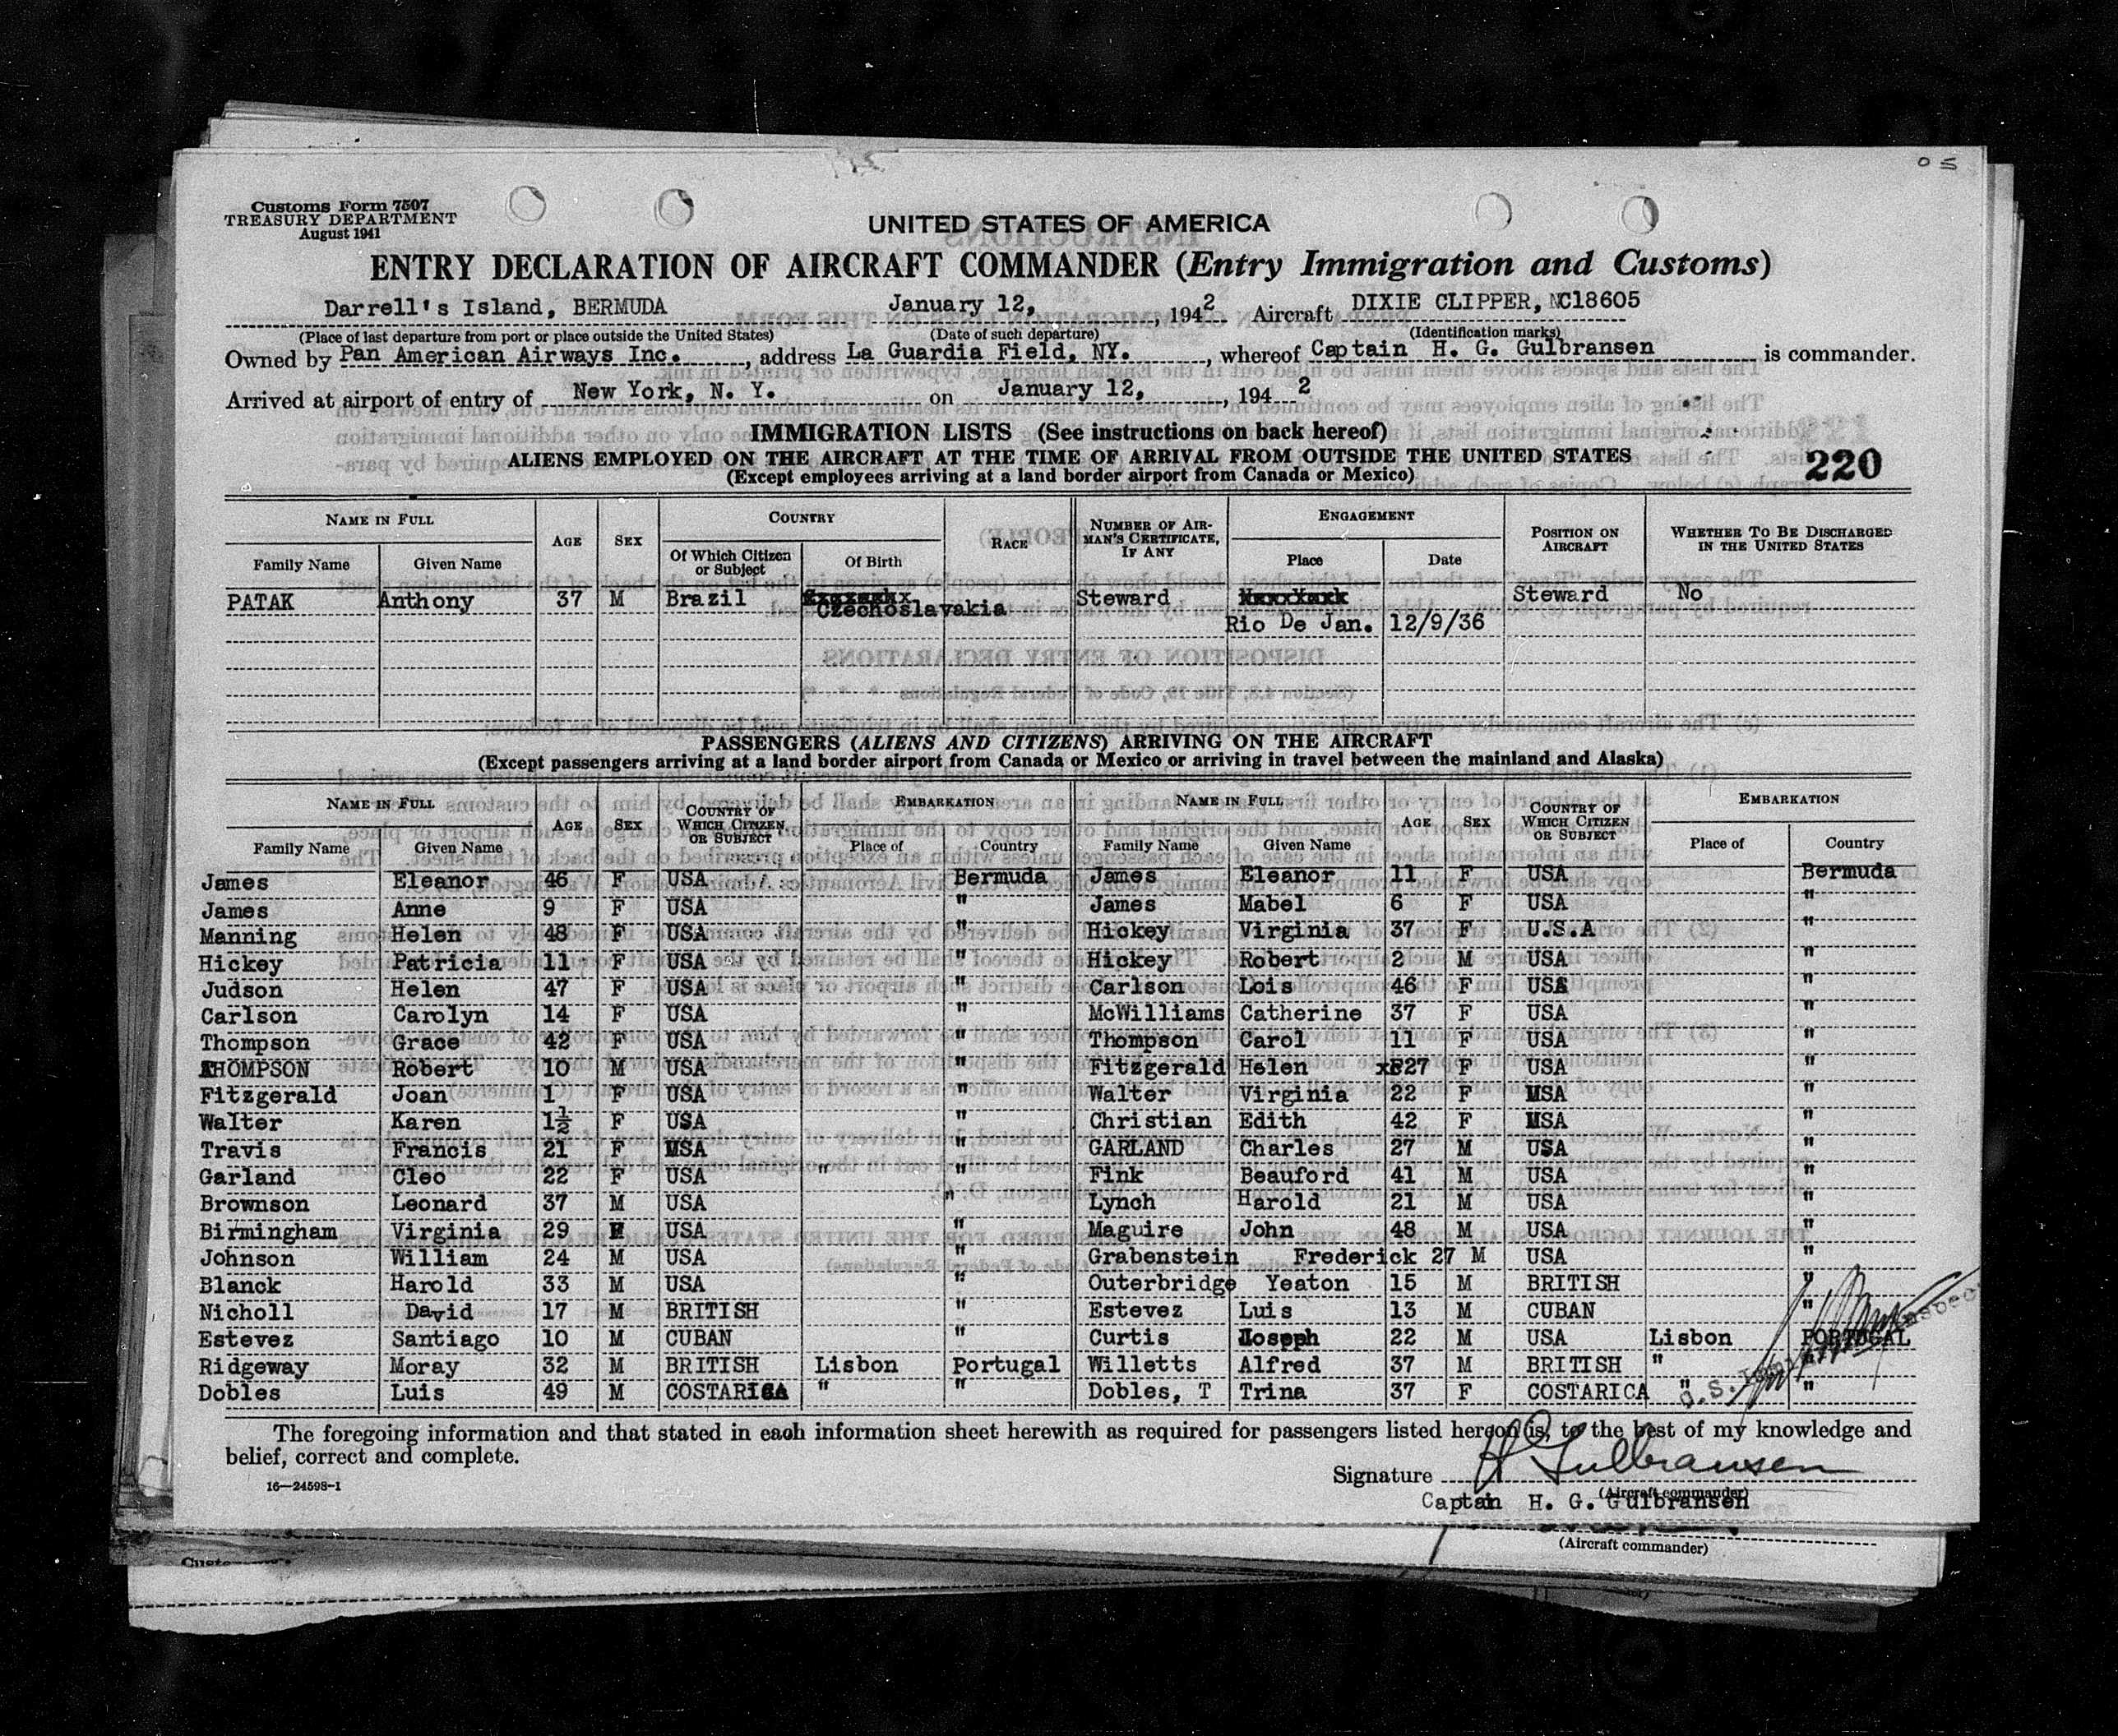 Customs Form 7507
TREASURY DEPARTMENT
August 1941
UNITED STATES OF AMERICA
ENTRY DECLARATION OF AIRCRAFT COMMANDER (Entry Immigration and Customs)
Darrell's Island, BERMUDA January 12, 1942 Aircraft DIXIE CLIPPER, NC18605
(Place of last departure from port or place outside the United States) (Date of such departure) (Identification marks)
Owned by Pan American Airways Inc. , address La Guardia Field, NY. , whereof Captain H. G. Gulbransen is commander.
Arrived at airport of entry of New York, N. Y. on January 12, , 1942
IMMIGRATION LISTS (See instructions on back hereof)
ALIENS EMPLOYED ON THE AIRCRAFT AT THE TIME OF ARRIVAL FROM OUTSIDE THE UNITED STATES
(Except employees arriving at a land border airport from Canada or Mexico)
220
NAME IN FULL AGE SEX COUNTRY RACE NUMBER OF AIRMAN'S CERTIFICATE, IF ANY ENGAGEMENT POSITION ON AIRCRAFT WHETHER TO BE DISCHARGED IN THE UNITED STATES
Family Name Given Name Of Which Citizen or Subject Of Birth Place Date
PATAK Anthony 37 M Brazil Czechoslavakia Steward Steward No
Rio De Jan. 12/9/36
PASSENGERS (ALIENS AND CITIZENS) ARRIVING ON THE AIRCRAFT
(Except passengers arriving at a land border airport from Canada or Mexico or arriving in travel between the mainland and Alaska)
NAME IN FULL AGE SEX COUNTRY OF WHICH CITIZEN OR SUBJECT EMBARKATION NAME IN FULL AGE SEX COUNTRY OF WHICH CITIZEN OR SUBJECT EMBARKATION
Family Name Given Name Place of Country Family Name Given Name Place of Country
James Eleanor 46 F USA Bermuda James Eleanor 11 F USA Bermuda
James Anne 9 F USA " James Mabel 6 F USA "
Manning Helen 48 F USA " Hickey Virginia 37 F U.S.A "
Hickey Patricia 11 F USA " Hickey Robert 2 M USA "
Judson Helen 47 F USA " Carlson Lois 46 F USA "
Carlson Carolyn 14 F USA " McWilliams Catherine 37 F USA "
Thompson Grace 42 F USA " Thompson Carol 11 F USA "
THOMPSON Robert 10 M USA " Fitzgerald Helen 27 F USA "
Fitzgerald Joan 1 F USA " Walter Virginia 22 F USA "
Walter Karen 1½ F USA " Christian Edith 42 F USA "
Travis Francis 21 F USA " GARLAND Charles 27 M USA "
Garland Cleo 22 F USA " " Fink Beauford 41 M USA "
Brownson Leonard 37 M USA " Lynch Harold 21 M USA "
Birmingham Virginia 29 F USA " Maguire John 48 M USA "
Johnson William 24 M USA " Grabenstein Frederick 27 M USA "
Blanck Harold 33 M USA " Outerbridge Yeaton 15 M BRITISH "
Nicholl David 17 M BRITISH " Estevez Luis 13 M CUBAN "
Estevez Santiago 10 M CUBAN " Curtis Joseph 22 M USA Lisbon PORTUGAL
Ridgeway Moray 32 M BRITISH Lisbon Portugal Willetts Alfred 37 M BRITISH " "
Dobles Luis 49 M COSTARICA " " Dobles, T Trina 37 F COSTARICA " "
The foregoing information and that stated in each information sheet herewith as required for passengers listed hereon is, to the best of my knowledge and
belief, correct and complete.
16—24598-1
Signature H Gulbransen
(Aircraft commander)
Captain H. G. Gulbransen
(Aircraft commander)